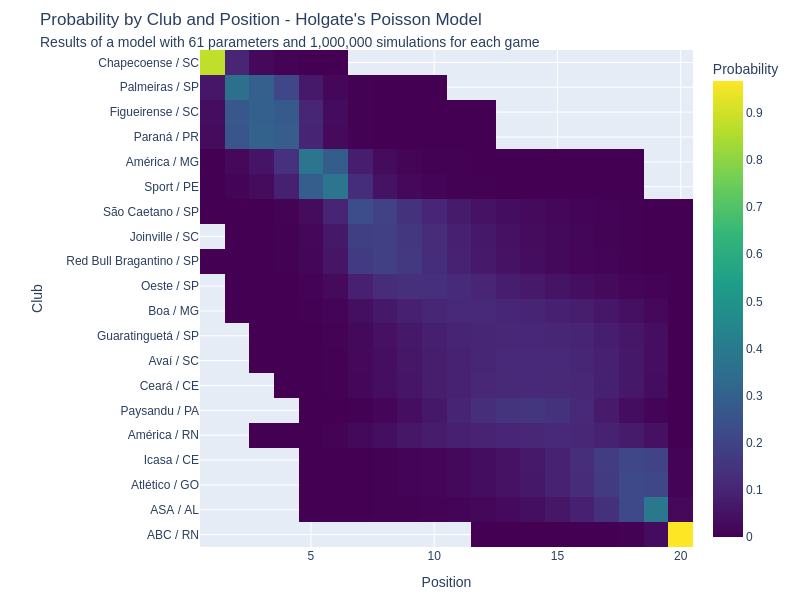 Probability by Club and Position - Holgate's Poisson Model
Results of a model with 61 parameters and 1,000,000 simulations for each game
Probability
Club
Chapecoense / SC
Palmeiras / SP
Figueirense / SC
Paraná / PR
América / MG
Sport / PE
São Caetano / SP
Joinville / SC
Red Bull Bragantino / SP
Oeste / SP
Boa / MG
Guaratinguetá / SP
Avaí / SC
Ceará / CE
Paysandu / PA
América / RN
Icasa / CE
Atlético / GO
ASA / AL
ABC / RN
0.9
0.8
0.7
0.6
0.5
0.4
0.3
0.2
0.1
0
5 10 15 20
Position